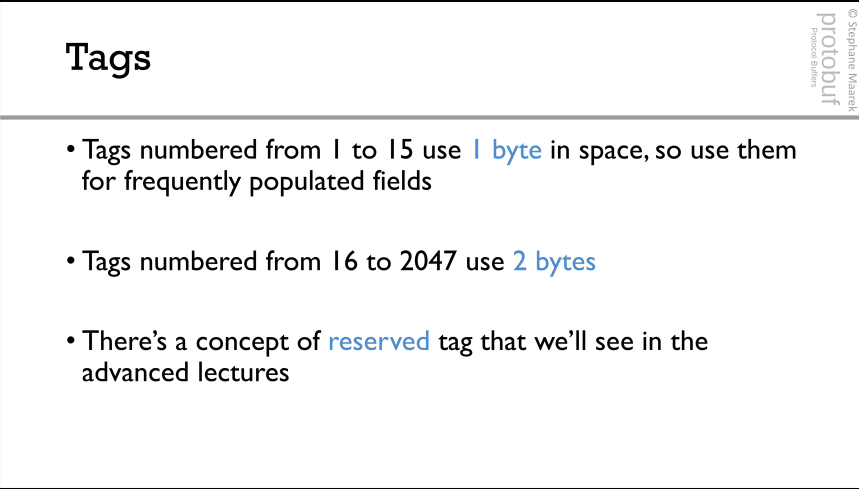 Tags
• Tags numbered from 1 to 15 use 1 byte in space, so use them
for frequently populated fields
• Tags numbered from 16 to 2047 use 2 bytes
• There’s a concept of reserved tag that we’ll see in the
advanced lectures
© Stephane Maarek
protobuf
Protocol Buffers